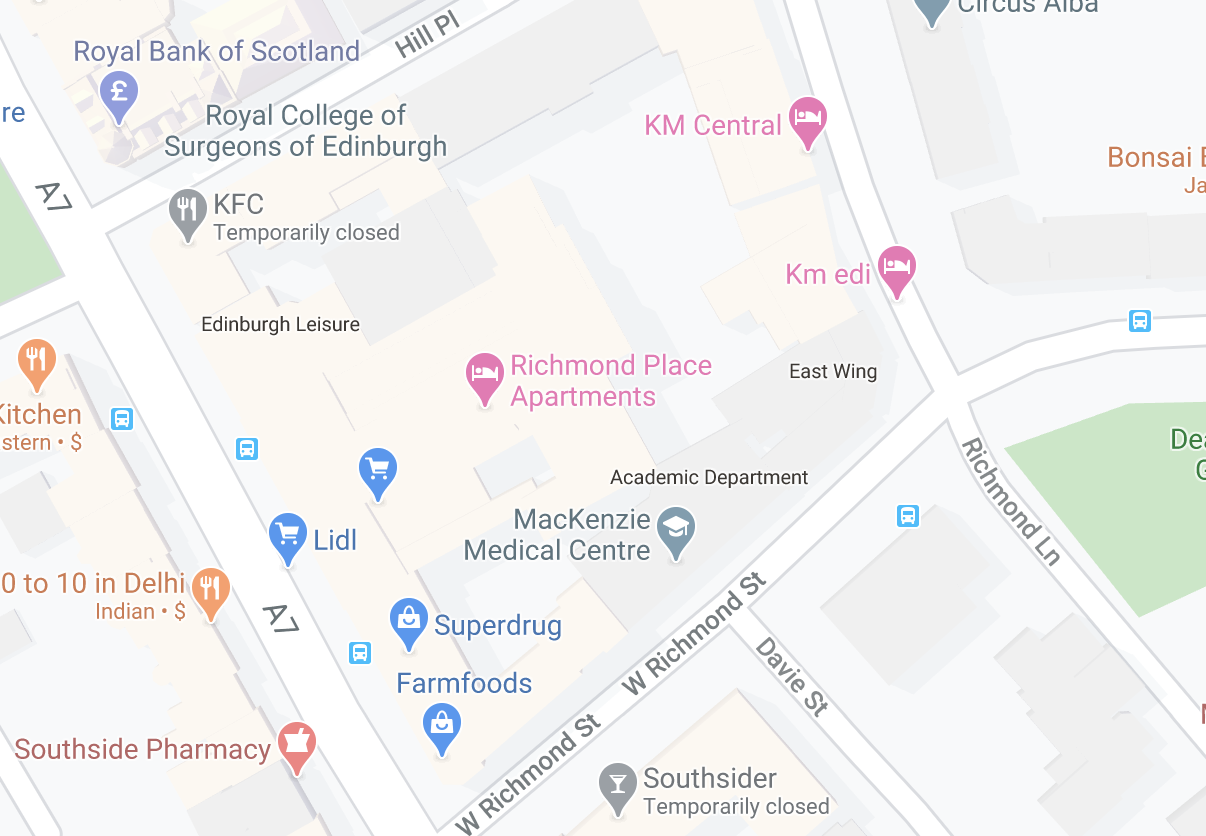 Circus Alba
Hill Pl
Royal Bank of Scotland
£
re
Royal College of
Surgeons of Edinburgh
KM Central
Bonsai
Ja
A7
KFC
Temporarily closed
Km edi
Edinburgh Leisure
Richmond Place
Apartments
East Wing
Kitchen
stern • $
Dea
G
Richmond Ln
Academic Department
MacKenzie
Medical Centre
Lidl
0 to 10 in Delhi
Indian • $
A7
Superdrug
W Richmond St
Davie St
Farmfoods
Southside Pharmacy
W Richmond St
Southsider
Temporarily closed